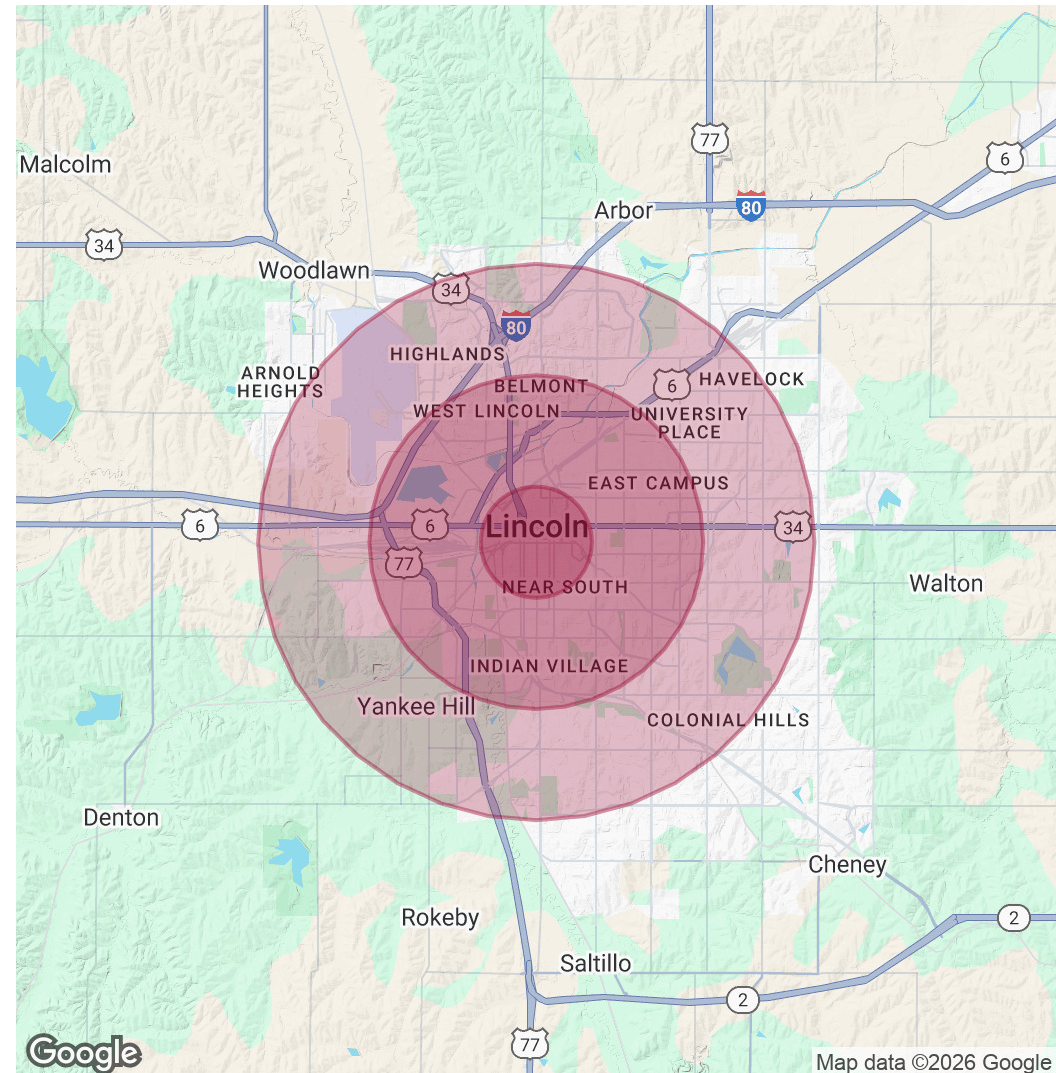 77
6
Malcolm
80
Arbor
34
Woodlawn
34
80
HIGHLANDS
ARNOLD
HEIGHTS
BELMONT
6
HAVELOCK
WEST LINCOLN
UNIVERSITY
PLACE
EAST CAMPUS
6
6
Lincoln
34
77
NEAR SOUTH
Walton
INDIAN VILLAGE
Yankee Hill
COLONIAL HILLS
Denton
Cheney
Rokeby
2
Saltillo
2
77
Google
Map data ©2026 Google